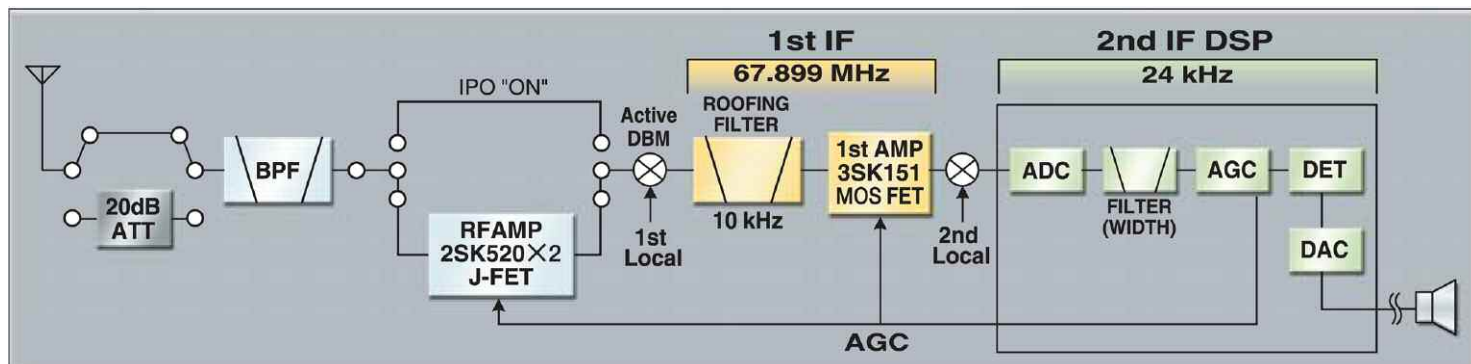 1st IF
67.899 MHz
2nd IF DSP
24 kHz
IPO "ON"
Active
DBM
ROOFING
FILTER
20dB
ATT
BPF
RFAMP
2SK520×2
J-FET
1st
Local
10 kHz
1st AMP
3SK151
MOS FET
2nd
Local
ADC
FILTER
(WIDTH)
AGC
DET
DAC
AGC